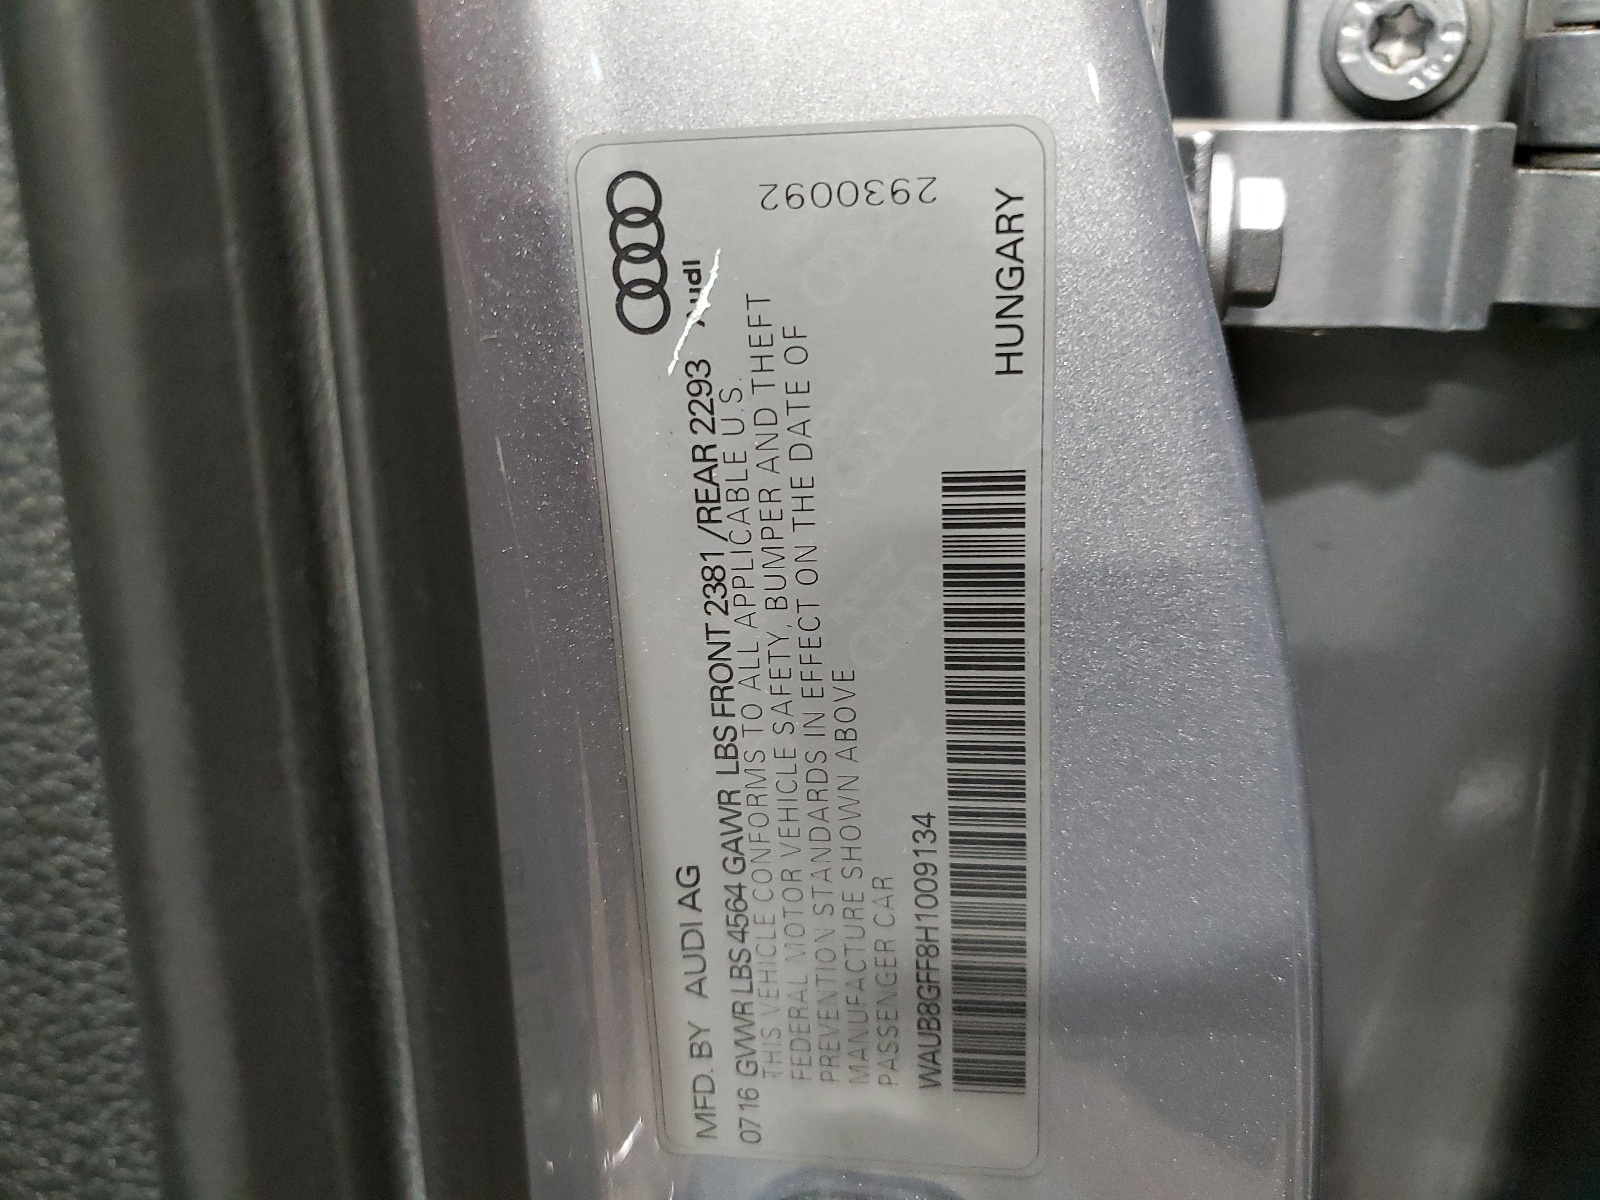 MFD. BY AUDI AG
Audi
0716 GVWR LBS 4564 GAWR LBS FRONT 2381/REAR 2293
THIS VEHICLE CONFORMS TO ALL APPLICABLE U.S.
FEDERAL MOTOR VEHICLE SAFETY, BUMPER AND THEFT
PREVENTION STANDARDS IN EFFECT ON THE DATE OF
MANUFACTURE SHOWN ABOVE
PASSENGER CAR
2930092
WAUB8GFF8H1009134
HUNGARY